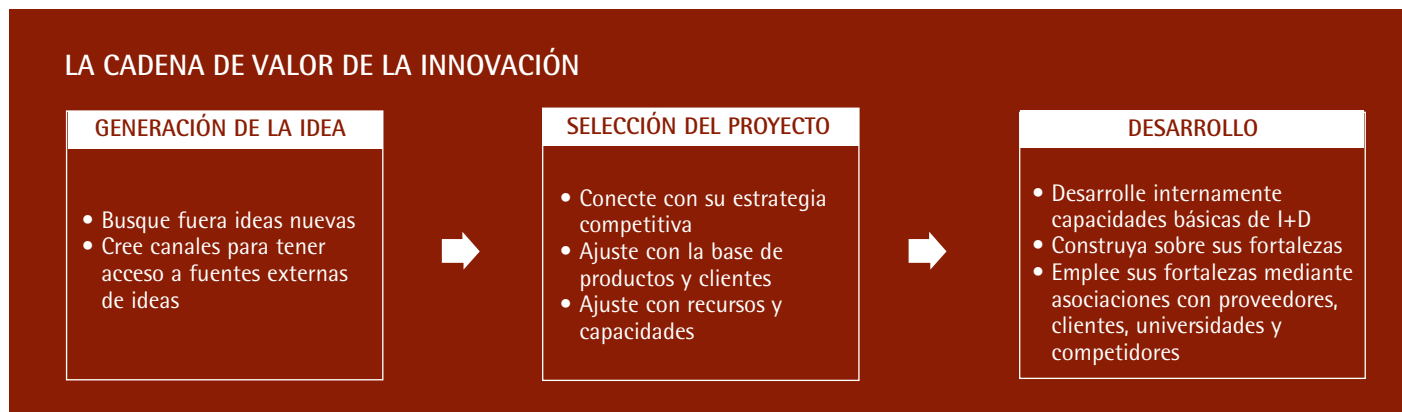 LA CADENA DE VALOR DE LA INNOVACIÓN
GENERACIÓN DE LA IDEA
• Busque fuera ideas nuevas
• Cree canales para tener
acceso a fuentes externas
de ideas
SELECCIÓN DEL PROYECTO
• Conecte con su estrategia
competitiva
• Ajuste con la base de
productos y clientes
• Ajuste con recursos y
capacidades
DESARROLLO
• Desarrolle internamente
capacidades básicas de I+D
• Construya sobre sus fortalezas
• Emplee sus fortalezas mediante
asociaciones con proveedores,
clientes, universidades y
competidores